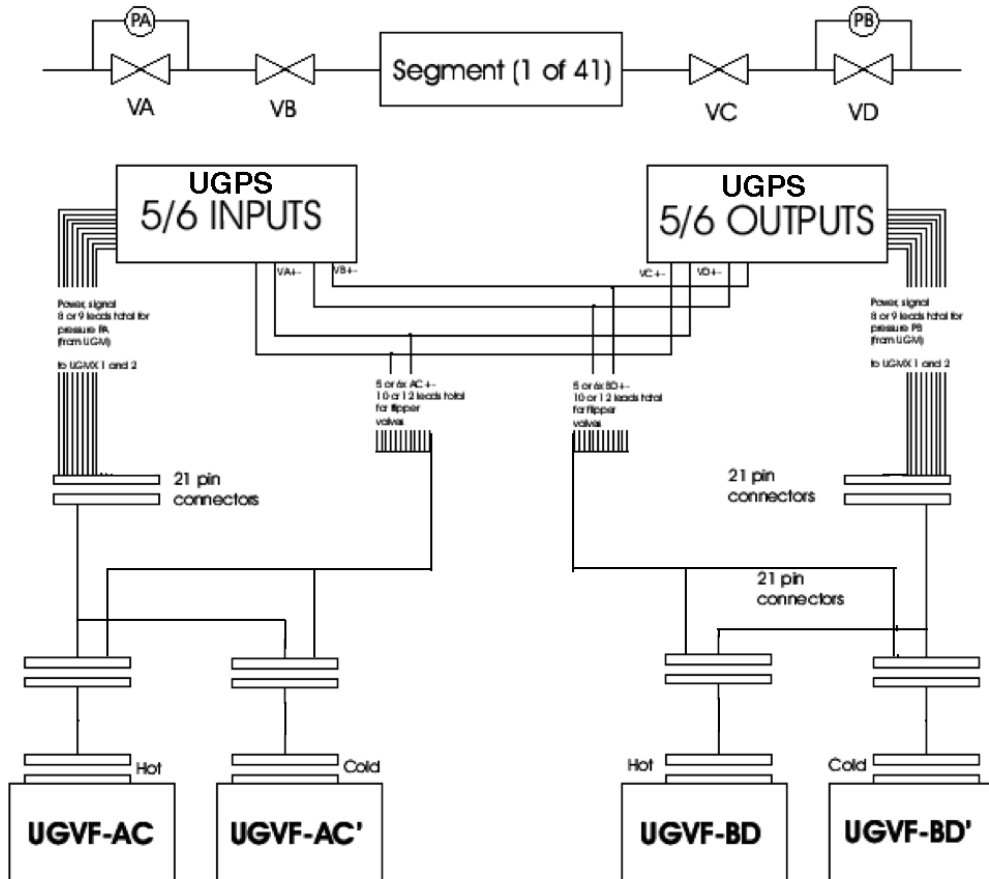 PA
PB
Segment (1 of 41)
VA
VB
VC
VD
UGPS
5/6 INPUTS
UGPS
5/6 OUTPUTS
VA+-
VB+-
VC+-
VD+-
Power, signal
8 or 9 leads total for
pressure PA
(from UGM)
to UGMX 1 and 2
5 or 6x AC+-
10 or 12 leads total
for flipper
valves
5 or 6x BD+-
10 or 12 leads total
for flipper
valves
Power, signal
8 or 9 leads total for
pressure PB
(from UGM)
to UGMX 1 and 2
21 pin
connectors
21 pin
connectors
21 pin
connectors
Hot
Cold
Hot
Cold
UGVF-AC
UGVF-AC'
UGVF-BD
UGVF-BD'